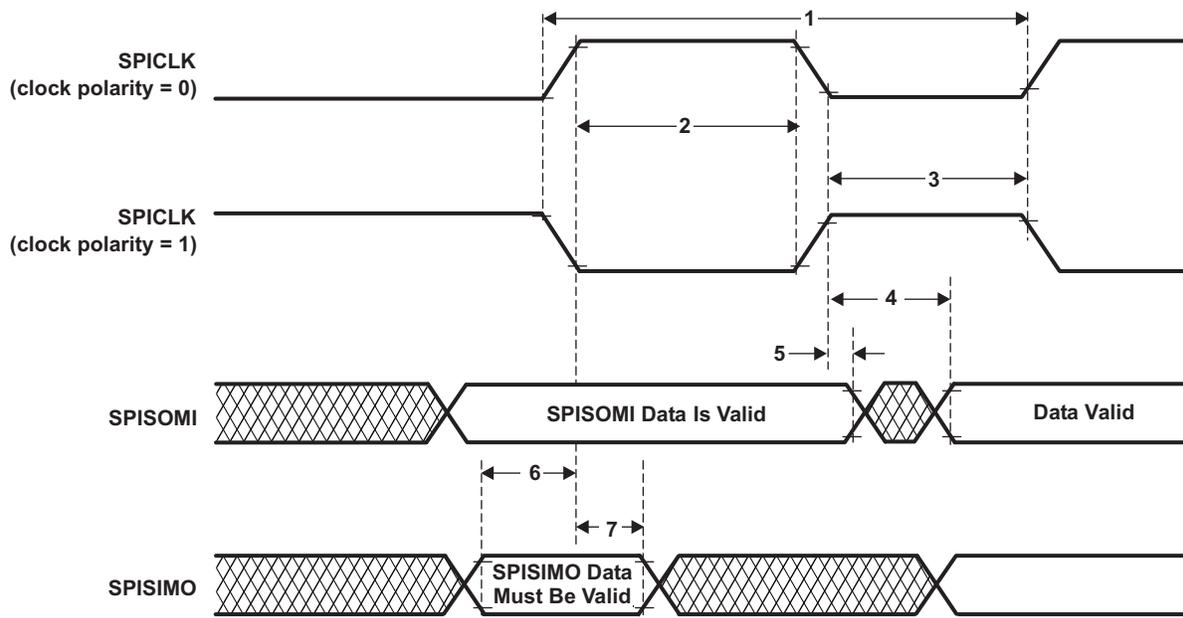 1
SPICLK
(clock polarity = 0)
2
3
SPICLK
(clock polarity = 1)
4
5
SPISOMI
SPISOMI Data Is Valid
Data Valid
6
7
SPISIMO
SPISIMO Data
Must Be Valid